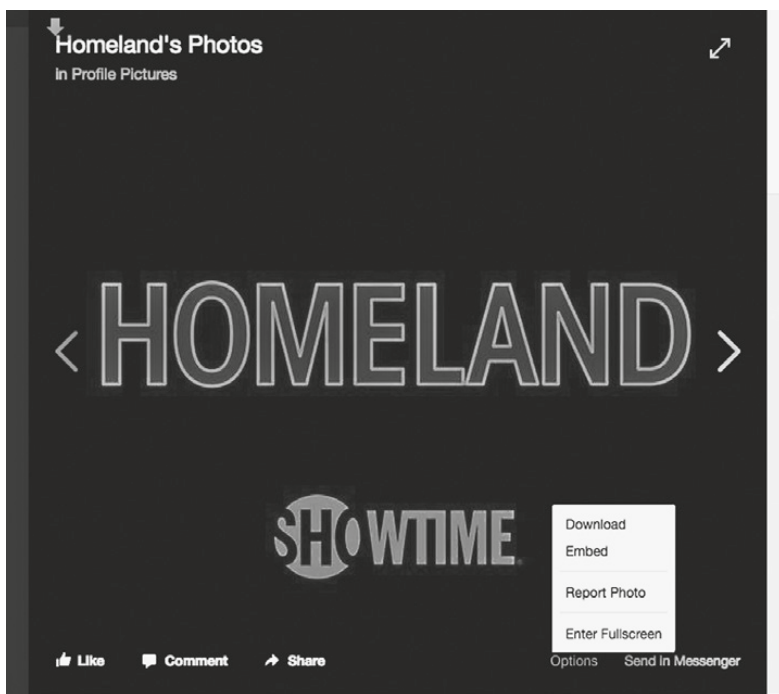 Homeland's Photos
in Profile Pictures
HOMELAND
SHOWTIME
Download
Embed
Report Photo
Enter Fullscreen
Like Comment Share Options Send in Messenger